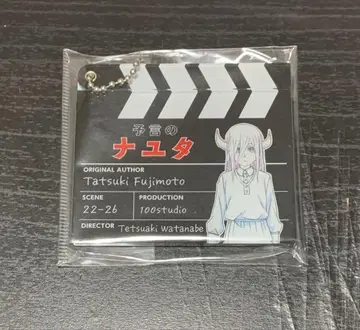 予言の
ナユタ
ORIGINAL AUTHOR
Tatsuki Fujimoto
SCENE PRODUCTION
22-26 100studio
DIRECTOR Tetsuaki Watanabe